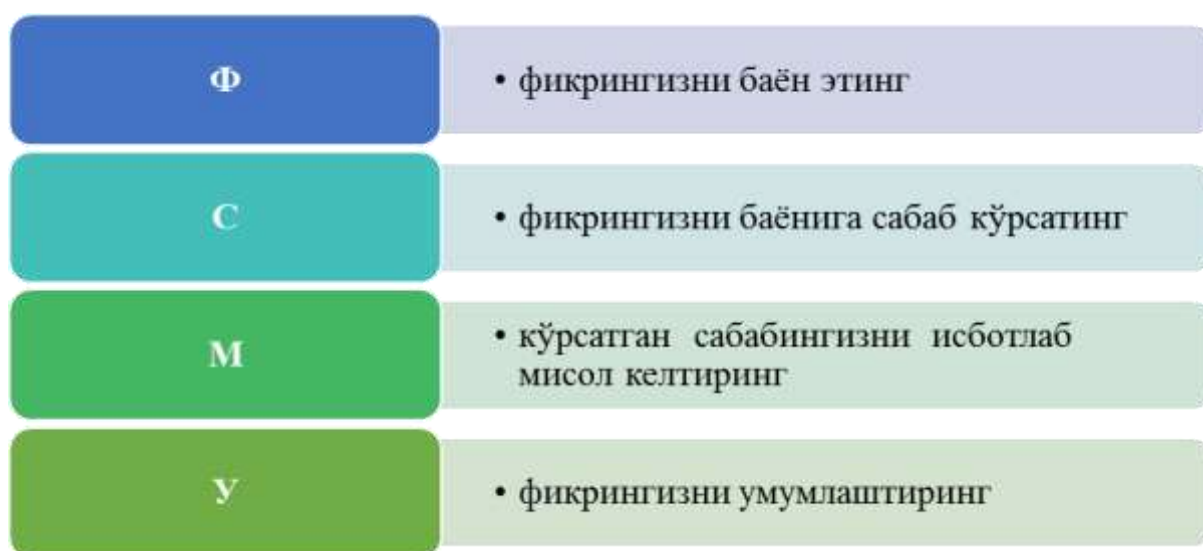 Ф
• фикрингизни баён этинг
С
• фикрингизни баёнига сабаб кўрсатинг
М
• кўрсатган сабабингизни исботлаб
мисол келтиринг
У
• фикрингизни умумлаштиринг